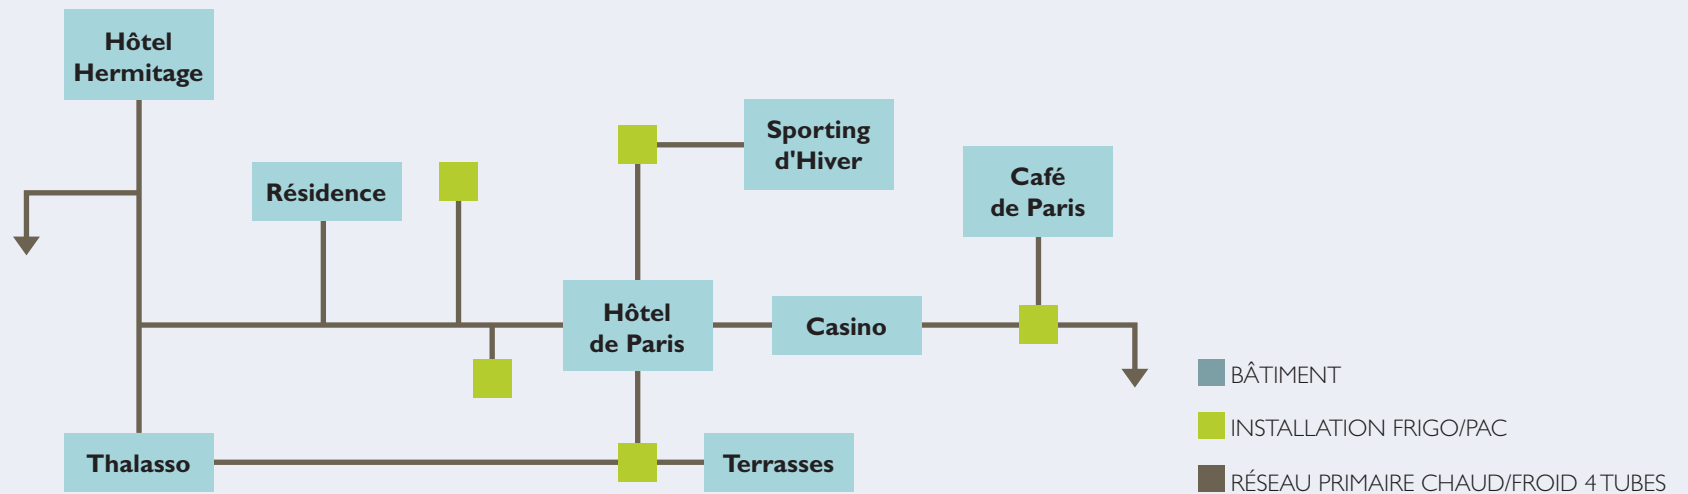 Hôtel
Hermitage
Sporting
d'Hiver
Café
de Paris
Résidence
Hôtel
de Paris
Casino
Thalasso
Terrasses
BÂTIMENT
INSTALLATION FRIGO/PAC
RÉSEAU PRIMAIRE CHAUD/FROID 4 TUBES